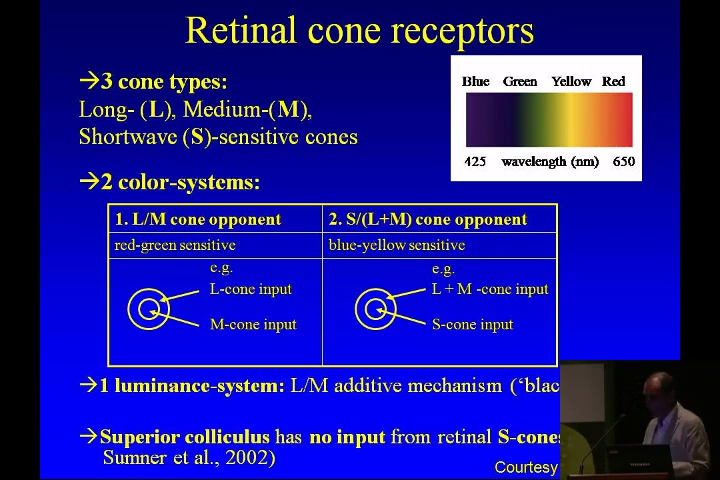 Retinal cone receptors
→3 cone types:
Long- (L), Medium-(M),
Shortwave (S)-sensitive cones
Blue Green Yellow Red
425 wavelength (nm) 650
→2 color-systems:
1. L/M cone opponent
2. S/(L+M) cone opponent
red-green sensitive
blue-yellow sensitive
e.g.
L-cone input
M-cone input
e.g.
L + M -cone input
S-cone input
→1 luminance-system: L/M additive mechanism (‘blac
→Superior colliculus has no input from retinal S-cones
Sumner et al., 2002)
Courtesy